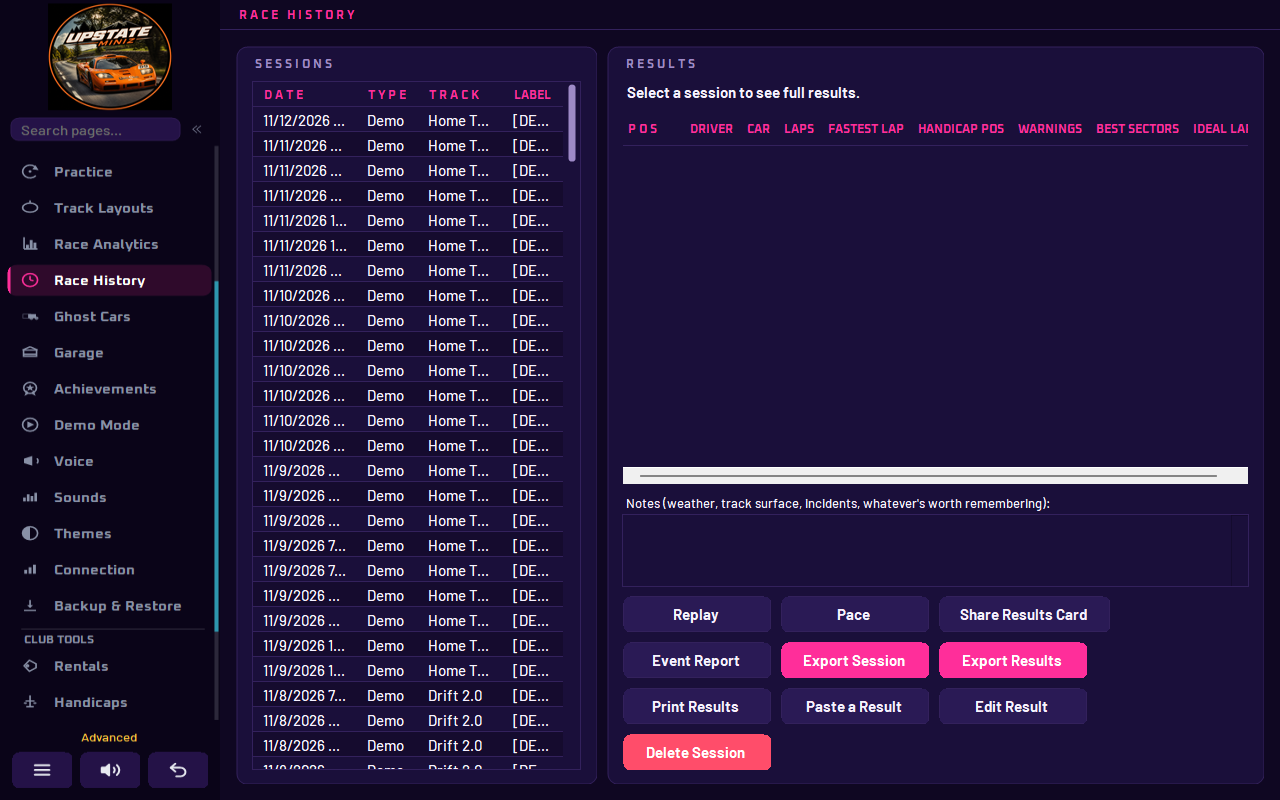 UPSTATE
MINIZ
Search pages...
Practice
Track Layouts
Race Analytics
Race History
Ghost Cars
Garage
Achievements
Demo Mode
Voice
Sounds
Themes
Connection
Backup & Restore
CLUB TOOLS
Rentals
Handicaps
Advanced
RACE HISTORY
SESSIONS
DATE TYPE TRACK LABEL
11/12/2026 ... Demo Home T... [DE...
11/11/2026 ... Demo Home T... [DE...
11/11/2026 ... Demo Home T... [DE...
11/11/2026 ... Demo Home T... [DE...
11/11/2026 1... Demo Home T... [DE...
11/11/2026 1... Demo Home T... [DE...
11/11/2026 ... Demo Home T... [DE...
11/10/2026 ... Demo Home T... [DE...
11/10/2026 ... Demo Home T... [DE...
11/10/2026 ... Demo Home T... [DE...
11/10/2026 ... Demo Home T... [DE...
11/10/2026 ... Demo Home T... [DE...
11/10/2026 ... Demo Home T... [DE...
11/10/2026 ... Demo Home T... [DE...
11/9/2026 ... Demo Home T... [DE...
11/9/2026 ... Demo Home T... [DE...
11/9/2026 ... Demo Home T... [DE...
11/9/2026 7... Demo Home T... [DE...
11/9/2026 7... Demo Home T... [DE...
11/9/2026 ... Demo Home T... [DE...
11/9/2026 ... Demo Home T... [DE...
11/9/2026 1... Demo Home T... [DE...
11/9/2026 1... Demo Home T... [DE...
11/8/2026 7... Demo Drift 2.0 [DE...
11/8/2026 ... Demo Drift 2.0 [DE...
11/8/2026 ... Demo Drift 2.0 [DE...
RESULTS
Select a session to see full results.
POS DRIVER CAR LAPS FASTEST LAP HANDICAP POS WARNINGS BEST SECTORS IDEAL
Notes (weather, track surface, incidents, whatever's worth remembering):
Replay Pace Share Results Card
Event Report Export Session Export Results
Print Results Paste a Result Edit Result
Delete Session